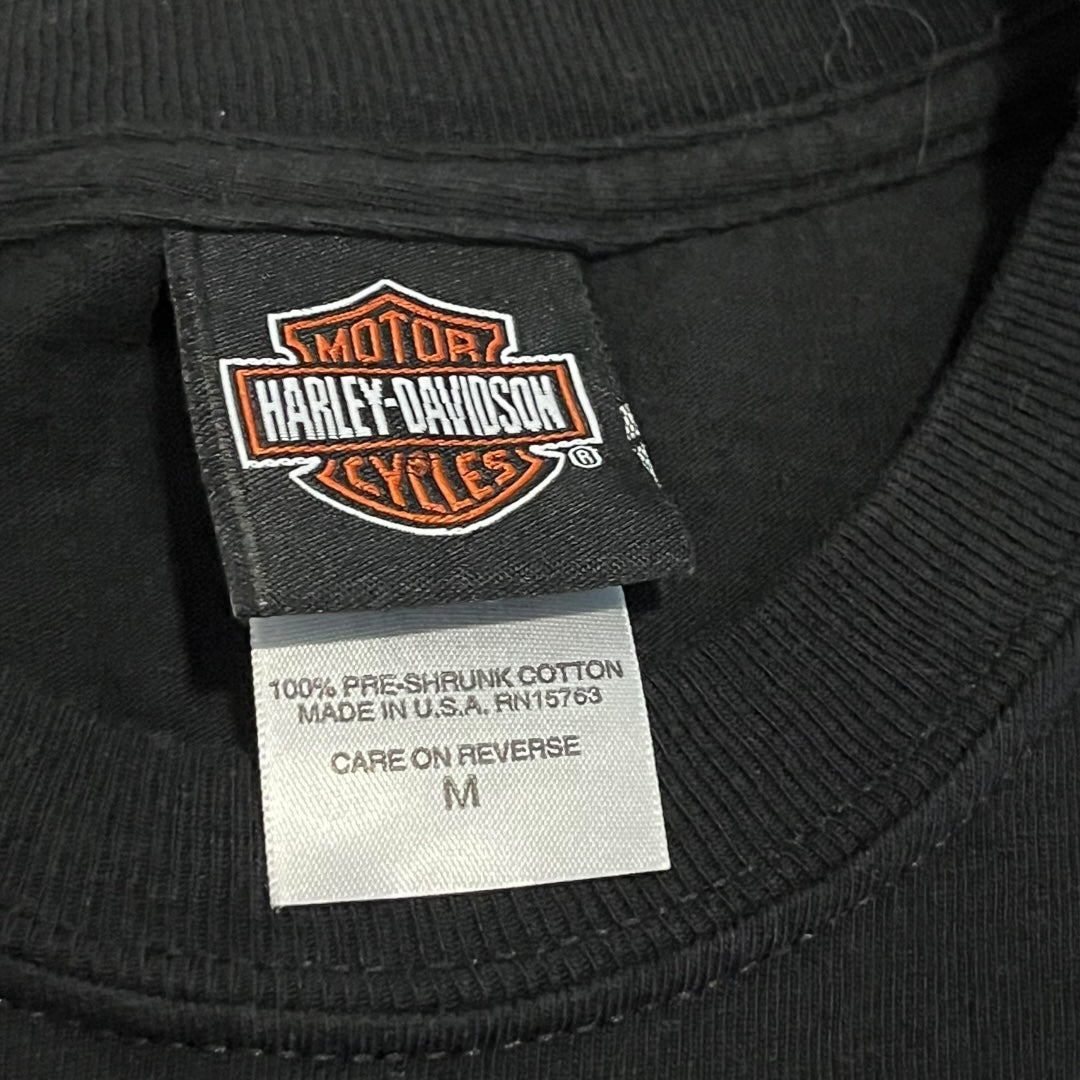 MOTOR
HARLEY-DAVIDSON
CYCLES
®
100% PRE-SHRUNK COTTON
MADE IN U.S.A. RN15763
CARE ON REVERSE
M